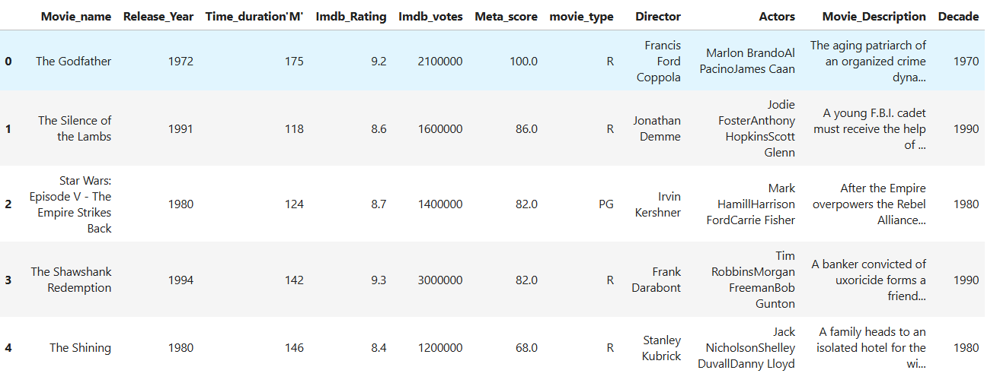 Movie_name Release_Year Time_duration'M' Imdb_Rating Imdb_votes Meta_score movie_type Director Actors Movie_Description Decade
0 The Godfather 1972 175 9.2 2100000 100.0 R Francis Ford Coppola Marlon BrandoAl PacinoJames Caan The aging patriarch of an organized crime dyna... 1970
1 The Silence of the Lambs 1991 118 8.6 1600000 86.0 R Jonathan Demme Jodie FosterAnthony HopkinsScott Glenn A young F.B.I. cadet must receive the help of ... 1990
2 Star Wars: Episode V - The Empire Strikes Back 1980 124 8.7 1400000 82.0 PG Irvin Kershner Mark HamillHarrison FordCarrie Fisher After the Empire overpowers the Rebel Alliance... 1980
3 The Shawshank Redemption 1994 142 9.3 3000000 82.0 R Frank Darabont Tim RobbinsMorgan FreemanBob Gunton A banker convicted of uxoricide forms a friend... 1990
4 The Shining 1980 146 8.4 1200000 68.0 R Stanley Kubrick Jack NicholsonShelley DuvallDanny Lloyd A family heads to an isolated hotel for the wi... 1980